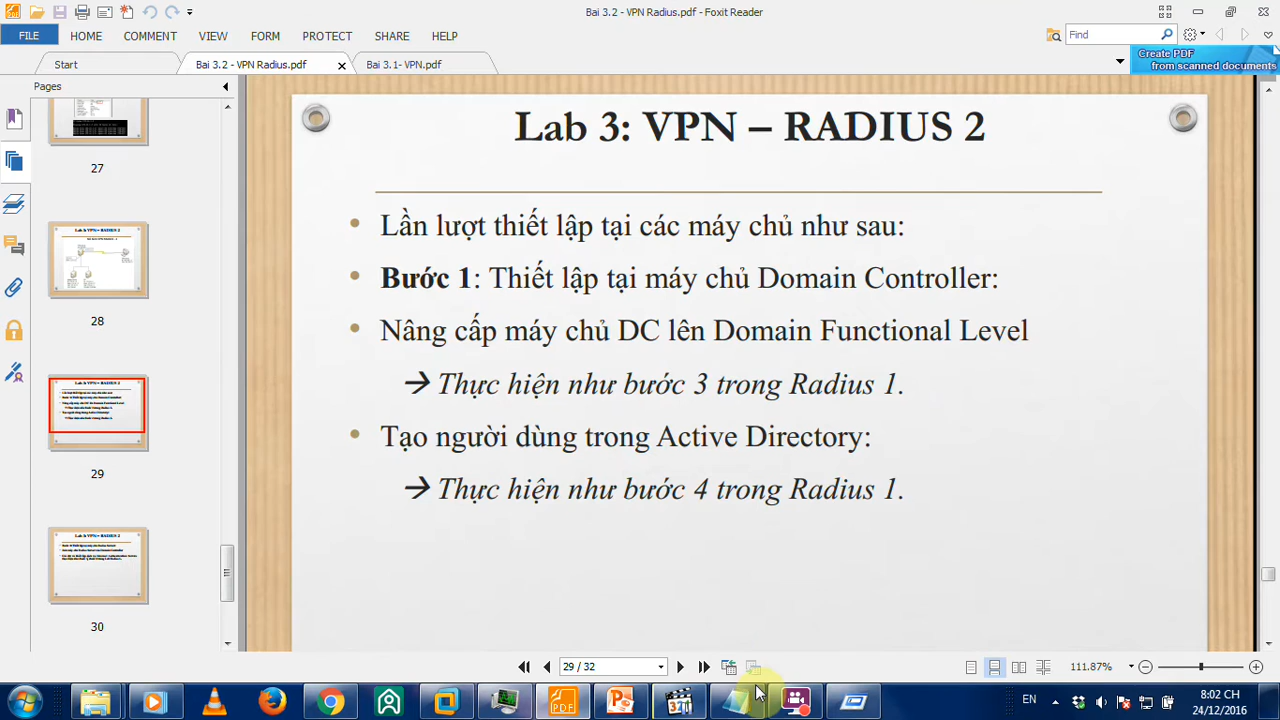 Bai 3.2 - VPN Radius.pdf - Foxit Reader
FILE HOME COMMENT VIEW FORM PROTECT SHARE HELP
Find
Start
Bai 3.2 - VPN Radius.pdf
Bai 3.1- VPN.pdf
Create PDF
from scanned documents
Pages
27
28
29
30
Lab 3: VPN – RADIUS 2
• Lần lượt thiết lập tại các máy chủ như sau:
• Bước 1: Thiết lập tại máy chủ Domain Controller:
• Nâng cấp máy chủ DC lên Domain Functional Level
→ Thực hiện như bước 3 trong Radius 1.
• Tạo người dùng trong Active Directory:
→ Thực hiện như bước 4 trong Radius 1.
29 / 32
111.87%
EN
8:02 CH
24/12/2016